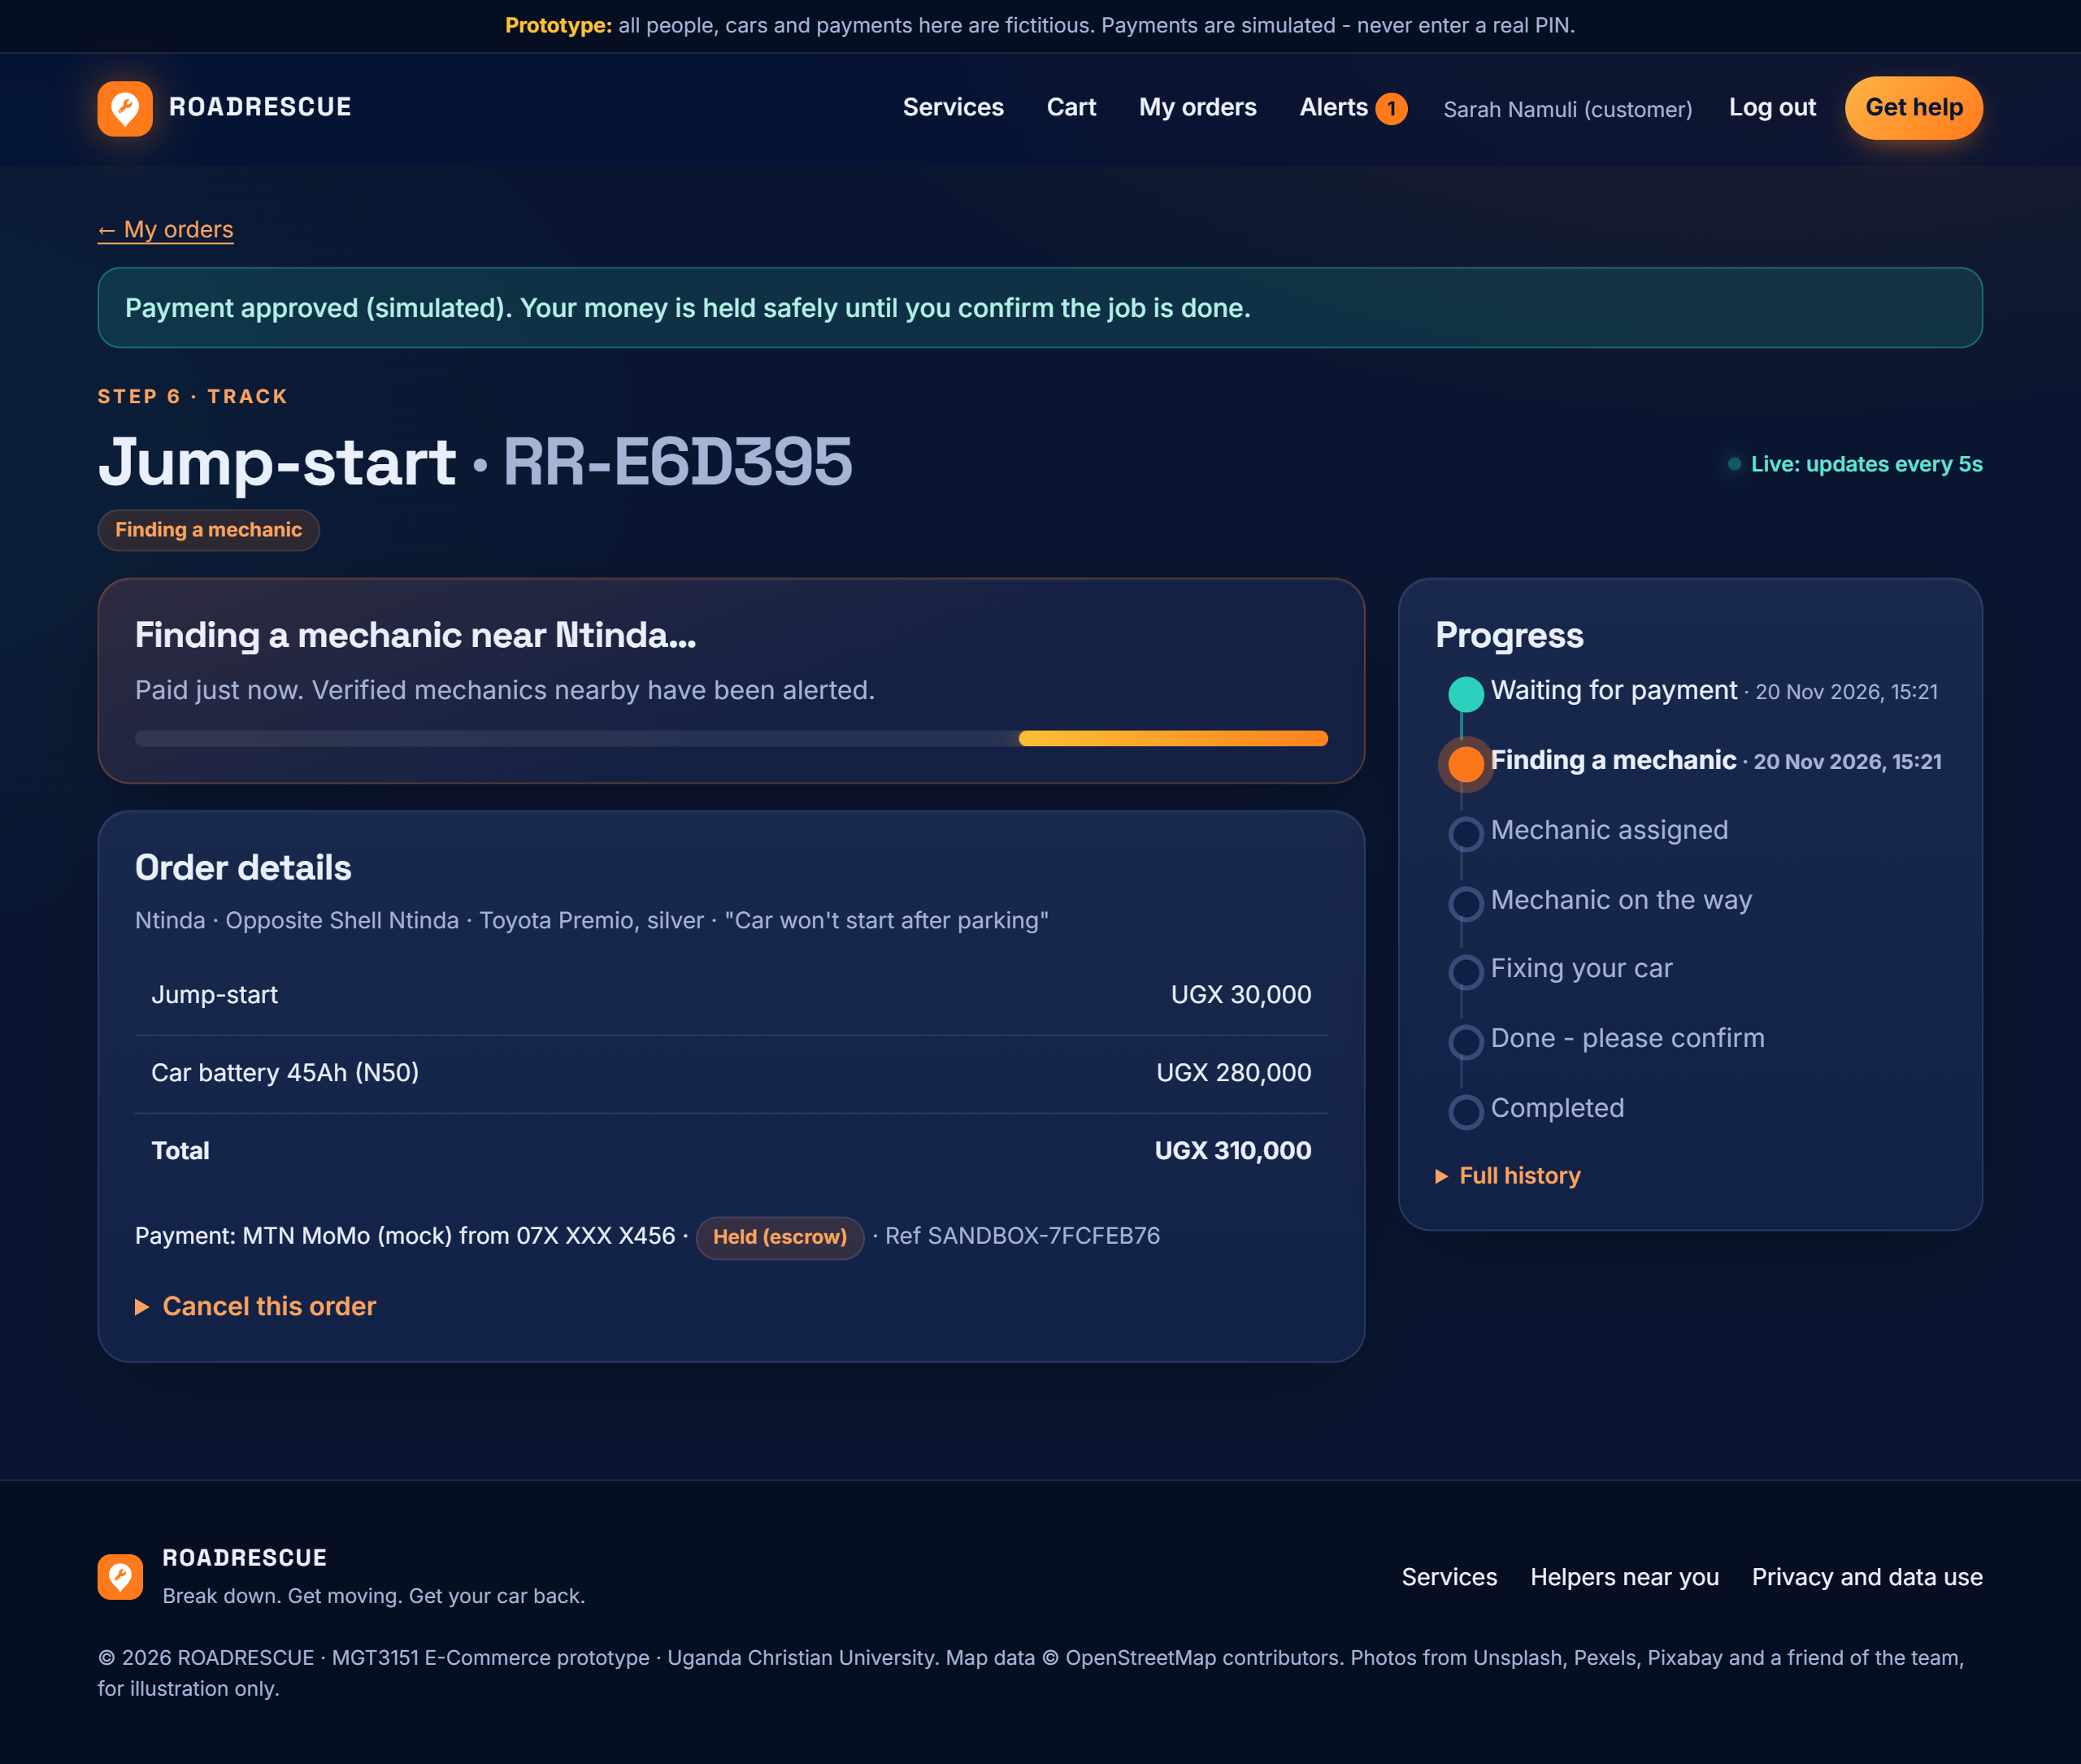 Prototype: all people, cars and payments here are fictitious. Payments are simulated - never enter a real PIN.
ROADRESCUE
Services Cart My orders Alerts 1 Sarah Namuli (customer) Log out Get help
← My orders
Payment approved (simulated). Your money is held safely until you confirm the job is done.
STEP 6 · TRACK
Jump-start · RR-E6D395
Live: updates every 5s
Finding a mechanic
Finding a mechanic near Ntinda...
Paid just now. Verified mechanics nearby have been alerted.
Order details
Ntinda · Opposite Shell Ntinda · Toyota Premio, silver · "Car won't start after parking"
Jump-start UGX 30,000
Car battery 45Ah (N50) UGX 280,000
Total UGX 310,000
Payment: MTN MoMo (mock) from 07X XXX X456 · Held (escrow) · Ref SANDBOX-7FCFEB76
▶ Cancel this order
Progress
Waiting for payment · 20 Nov 2026, 15:21
Finding a mechanic · 20 Nov 2026, 15:21
Mechanic assigned
Mechanic on the way
Fixing your car
Done - please confirm
Completed
▶ Full history
ROADRESCUE
Break down. Get moving. Get your car back.
Services Helpers near you Privacy and data use
© 2026 ROADRESCUE · MGT3151 E-Commerce prototype · Uganda Christian University. Map data © OpenStreetMap contributors. Photos from Unsplash, Pexels, Pixabay and a friend of the team,
for illustration only.